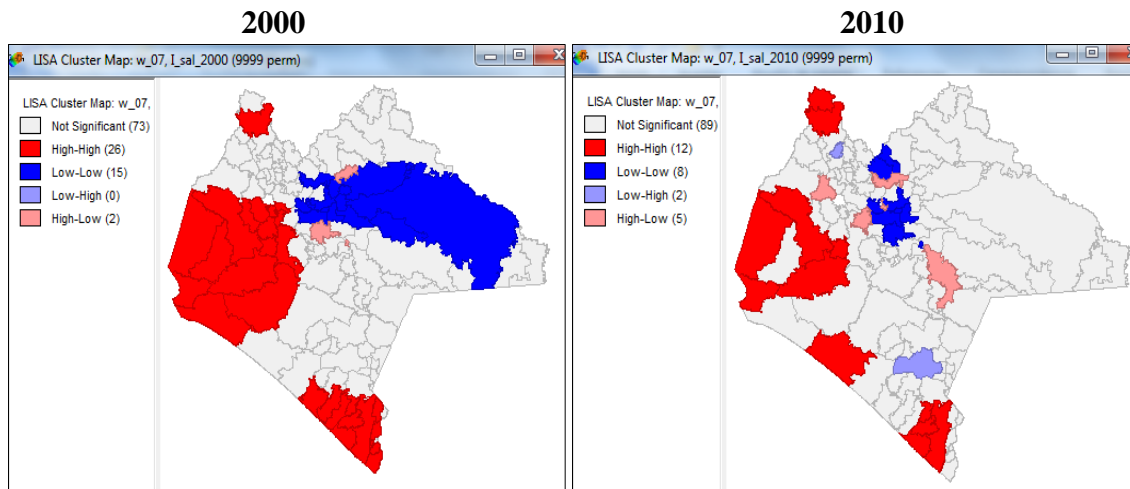 2000
2010
LISA Cluster Map: w_07, I_sal_2000 (9999 perm)
LISA Cluster Map: w_07,
Not Significant (73)
High-High (26)
Low-Low (15)
Low-High (0)
High-Low (2)
LISA Cluster Map: w_07, I_sal_2010 (9999 perm)
LISA Cluster Map: w_07,
Not Significant (89)
High-High (12)
Low-Low (8)
Low-High (2)
High-Low (5)